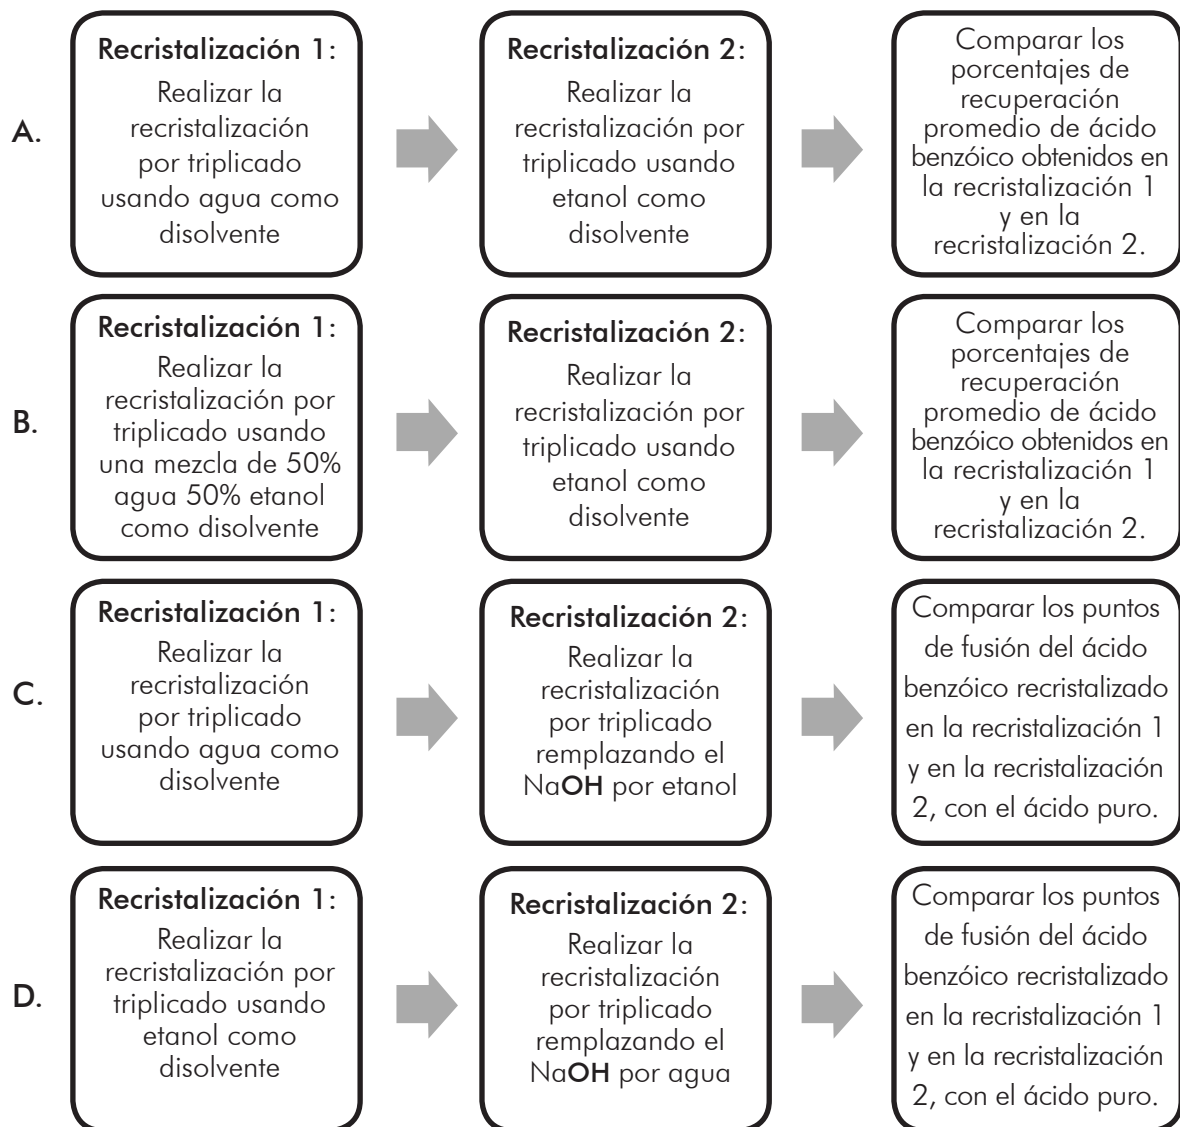 A.
Recristalización 1:
Realizar la
recristalización
por triplicado
usando agua como
disolvente
Recristalización 2:
Realizar la
recristalización por
triplicado usando
etanol como
disolvente
Comparar los
porcentajes de
recuperación
promedio de ácido
benzóico obtenidos en
la recristalización 1
y en la
recristalización 2.
B.
Recristalización 1:
Realizar la
recristalización por
triplicado usando
una mezcla de 50%
agua 50% etanol
como disolvente
Recristalización 2:
Realizar la
recristalización por
triplicado usando
etanol como
disolvente
Comparar los
porcentajes de
recuperación
promedio de ácido
benzóico obtenidos en
la recristalización 1
y en la
recristalización 2.
C.
Recristalización 1:
Realizar la
recristalización
por triplicado
usando agua como
disolvente
Recristalización 2:
Realizar la
recristalización
por triplicado
remplazando el
NaOH por etanol
Comparar los puntos
de fusión del ácido
benzóico recristalizado
en la recristalización 1
y en la recristalización
2, con el ácido puro.
D.
Recristalización 1:
Realizar la
recristalización por
triplicado usando
etanol como
disolvente
Recristalización 2:
Realizar la
recristalización
por triplicado
remplazando el
NaOH por agua
Comparar los puntos
de fusión del ácido
benzóico recristalizado
en la recristalización 1
y en la recristalización
2, con el ácido puro.